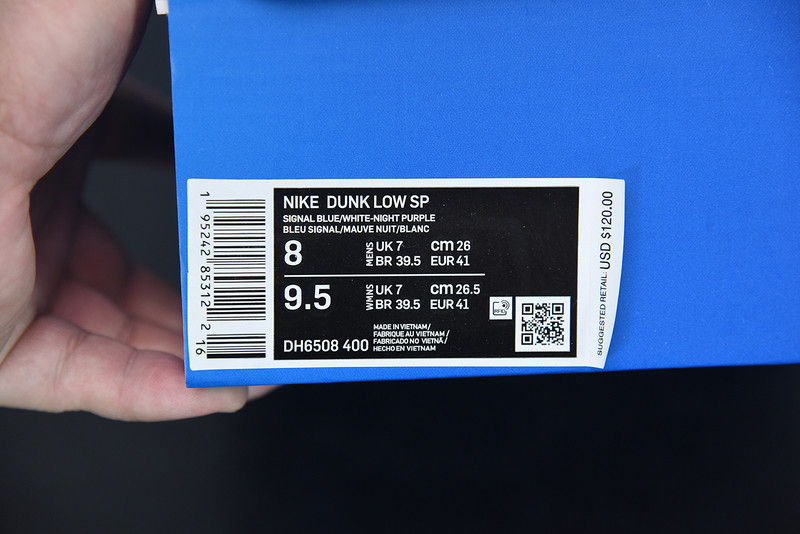 1 95242 85312 2 16
NIKE DUNK LOW SP
SIGNAL BLUE/WHITE-NIGHT PURPLE
BLEU SIGNAL/MAUVE NUIT/BLANC
8 MENS UK 7 cm 26
BR 39.5 EUR 41
9.5 WMNS UK 7 cm 26.5
BR 39.5 EUR 41
DH6508 400
MADE IN VIETNAM /
FABRIQUE AU VIETNAM /
FABRICADO NO VIETNÃ /
HECHO EN VIETNAM
RFID
SUGGESTED RETAIL: USD $120.00